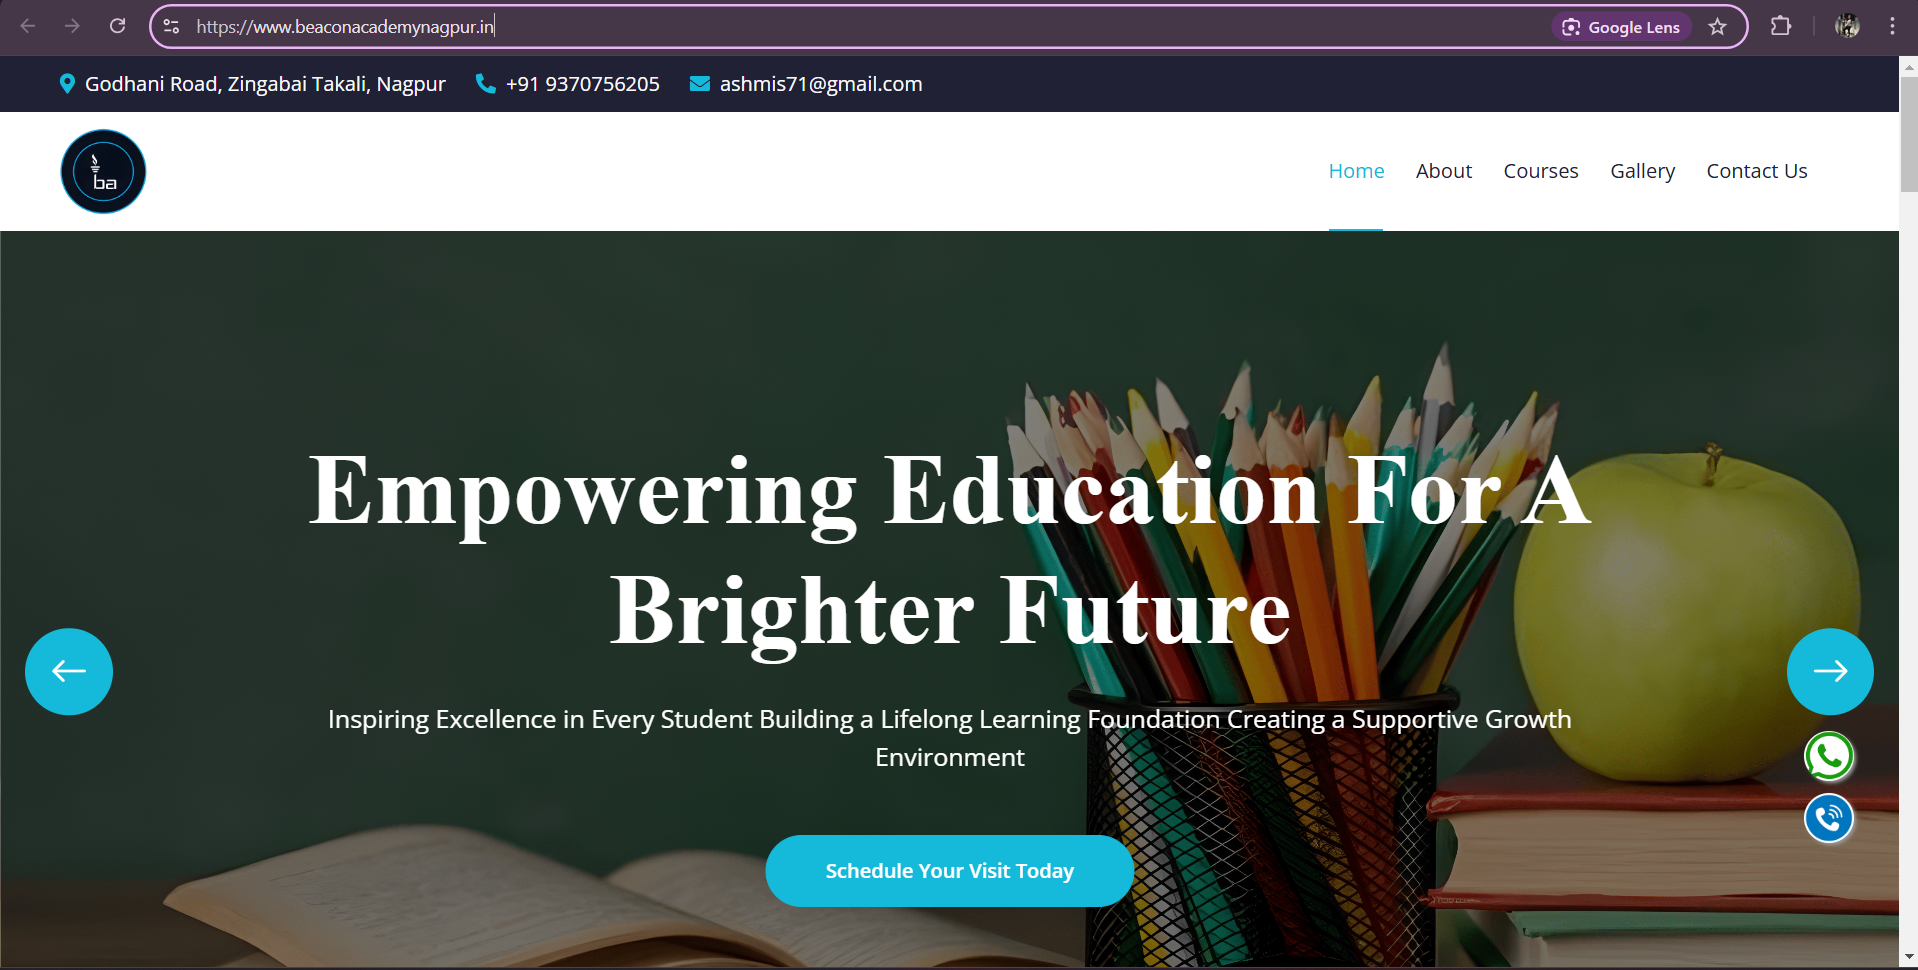 https://www.beaconacademynagpur.in
Google Lens
Godhani Road, Zingabai Takali, Nagpur +91 9370756205 ashmis71@gmail.com
ba
Home About Courses Gallery Contact Us
Empowering Education For A
Brighter Future
Inspiring Excellence in Every Student Building a Lifelong Learning Foundation Creating a Supportive Growth
Environment
Schedule Your Visit Today